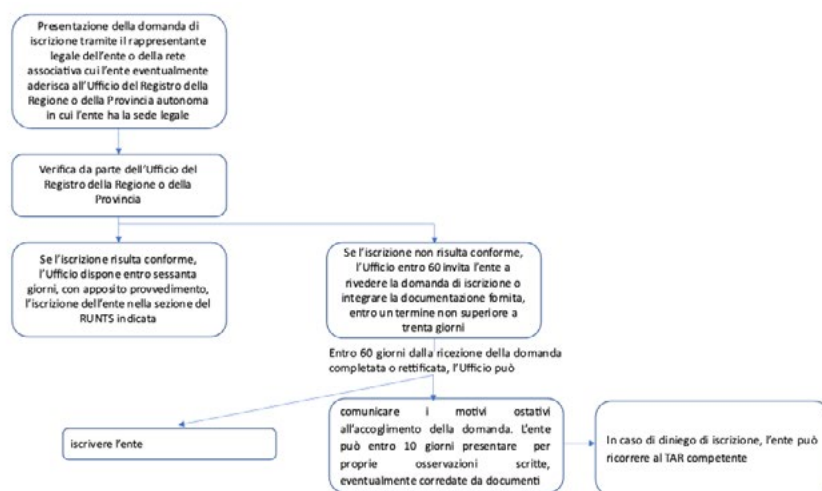 Presentazione della domanda di
iscrizione tramite il rappresentante
legale dell'ente o della rete
associativa cui l'ente eventualmente
aderisca all'Ufficio del Registro della
Regione o della Provincia autonoma
in cui l'ente ha la sede legale
Verifica da parte dell'Ufficio del
Registro della Regione o della
Provincia
Se l'iscrizione risulta conforme,
l'Ufficio dispone entro sessanta
giorni, con apposito provvedimento,
l'iscrizione dell'ente nella sezione del
RUNTS indicata
Se l'iscrizione non risulta conforme,
l'Ufficio entro 60 invita l'ente a
rivedere la domanda di iscrizione o
integrare la documentazione fornita,
entro un termine non superiore a
trenta giorni
Entro 60 giorni dalla ricezione della domanda
completata o rettificata, l'Ufficio può
iscrivere l'ente
comunicare i motivi ostativi
all'accoglimento della domanda. L'ente
può entro 10 giorni presentare per
proprie osservazioni scritte,
eventualmente corredate da documenti
In caso di diniego di iscrizione, l'ente può
ricorrere al TAR competente